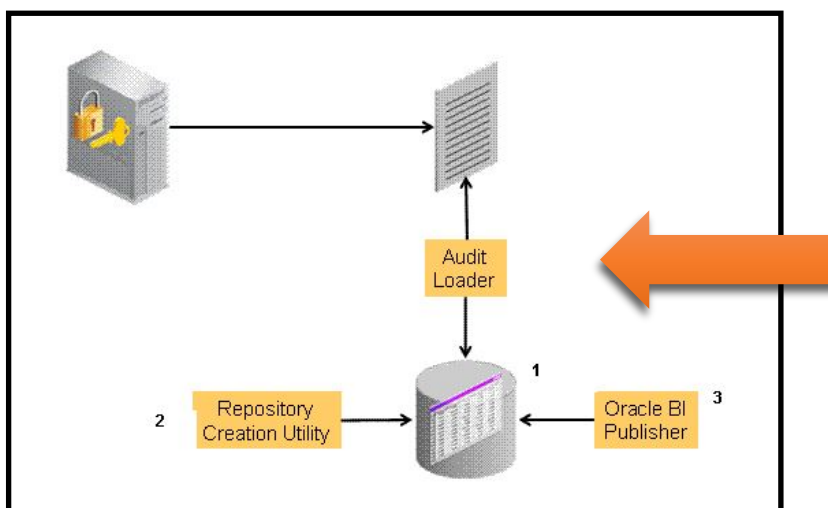 Audit
Loader
1
2
Repository
Creation Utility
Oracle BI
Publisher
3